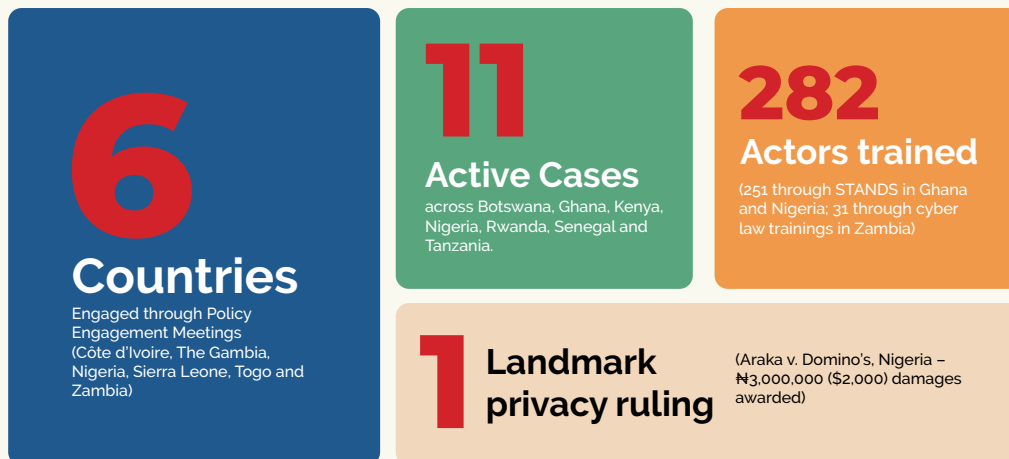 6
Countries
Engaged through Policy
Engagement Meetings
(Côte d'Ivoire, The Gambia,
Nigeria, Sierra Leone, Togo and
Zambia)
11
Active Cases
across Botswana, Ghana, Kenya,
Nigeria, Rwanda, Senegal and
Tanzania.
282
Actors trained
(251 through STANDS in Ghana
and Nigeria; 31 through cyber
law trainings in Zambia)
1
Landmark
privacy ruling
(Araka v. Domino's, Nigeria –
₦3,000,000 ($2,000) damages
awarded)